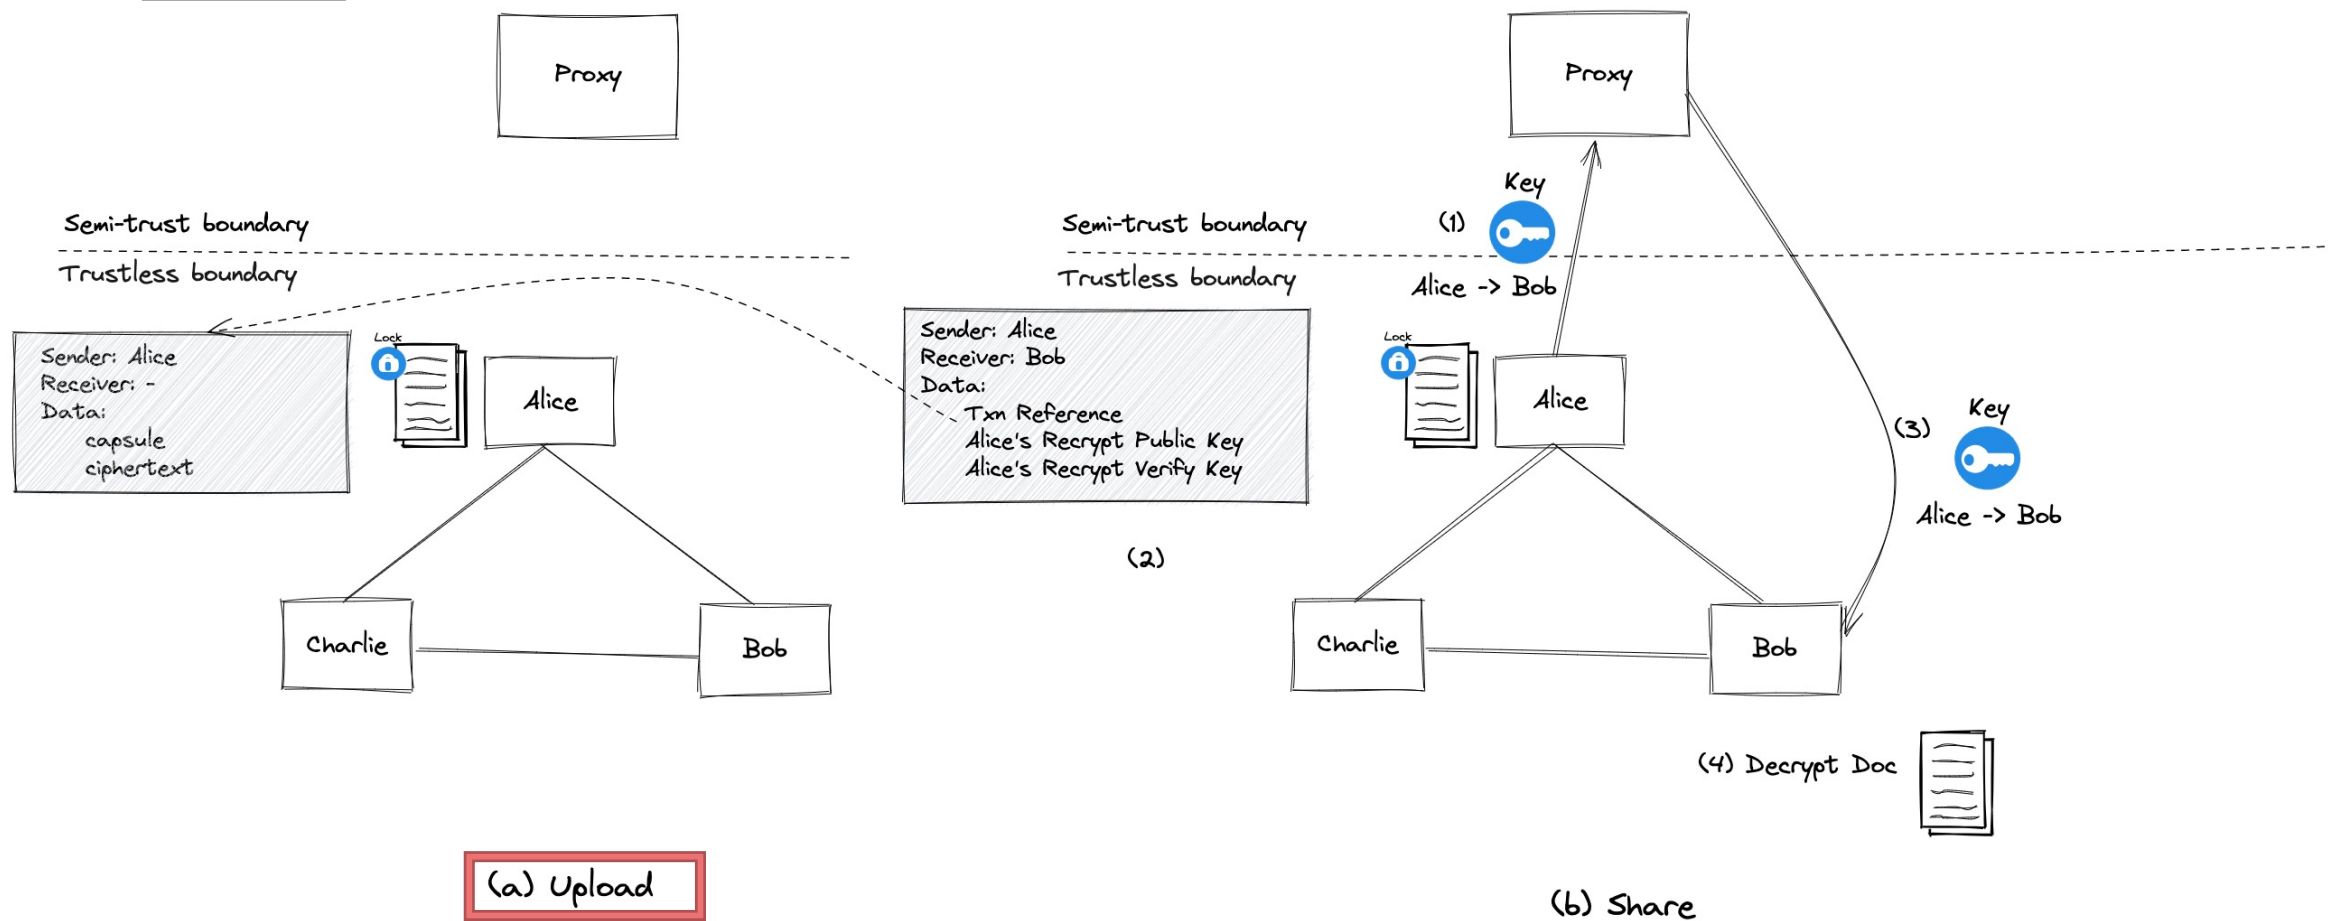 Proxy
Semi-trust boundary
Trustless boundary
Sender: Alice
Receiver: -
Data:
capsule
ciphertext
Lock
Alice
Charlie
Bob
(a) Upload
Proxy
Key
(1)
Alice -> Bob
Semi-trust boundary
Trustless boundary
Sender: Alice
Receiver: Bob
Data:
Txn Reference
Alice's Recrypt Public Key
Alice's Recrypt Verify Key
(2)
Lock
Alice
(3)
Key
Alice -> Bob
Charlie
Bob
(4) Decrypt Doc
(b) Share